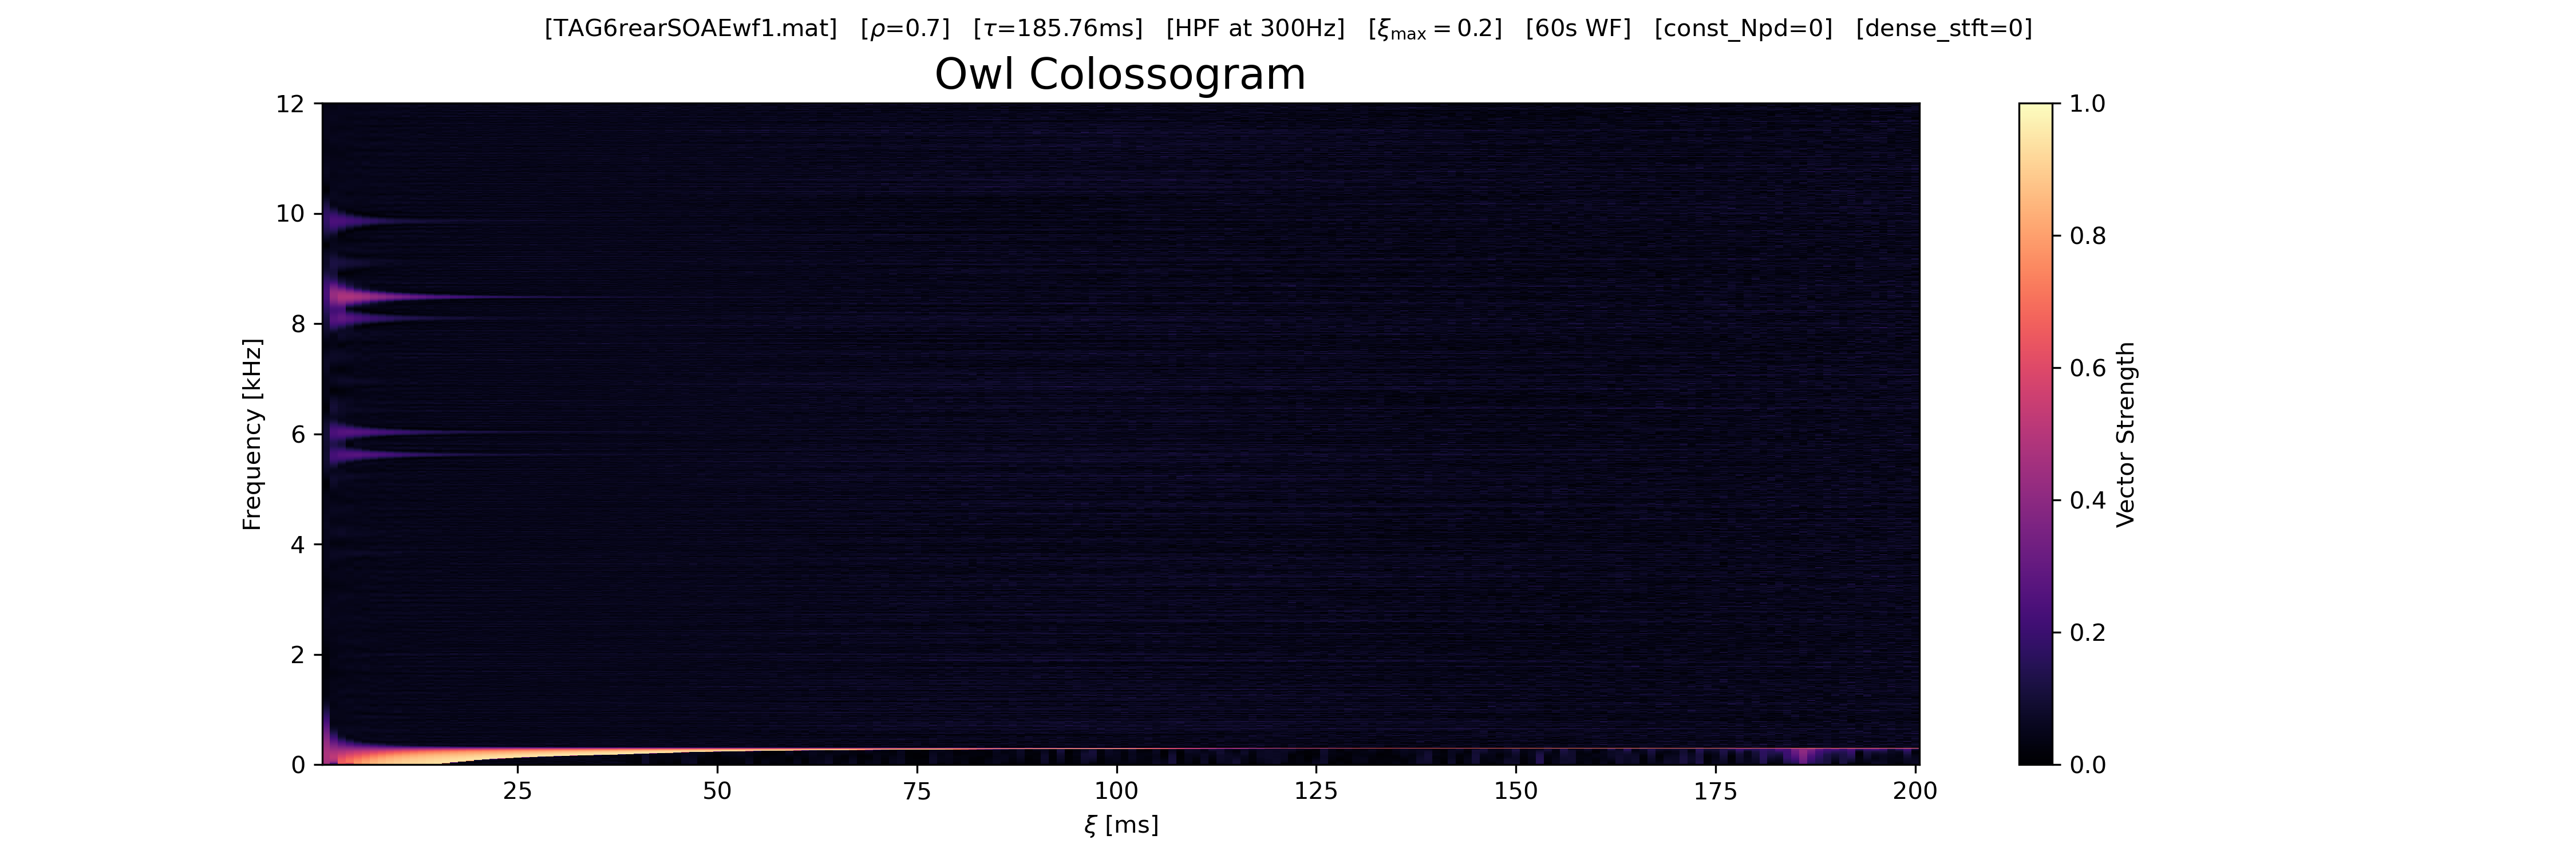 [TAG6rearSOAEwf1.mat] [ρ=0.7] [τ=185.76ms] [HPF at 300Hz] [ξmax = 0.2] [60s WF] [const_Npd=0] [dense_stft=0]
Owl Colossogram
12
10
8
6
4
2
0
Frequency [kHz]
25 50 75 100 125 150 175 200
ξ [ms]
1.0
0.8
0.6
0.4
0.2
0.0
Vector Strength